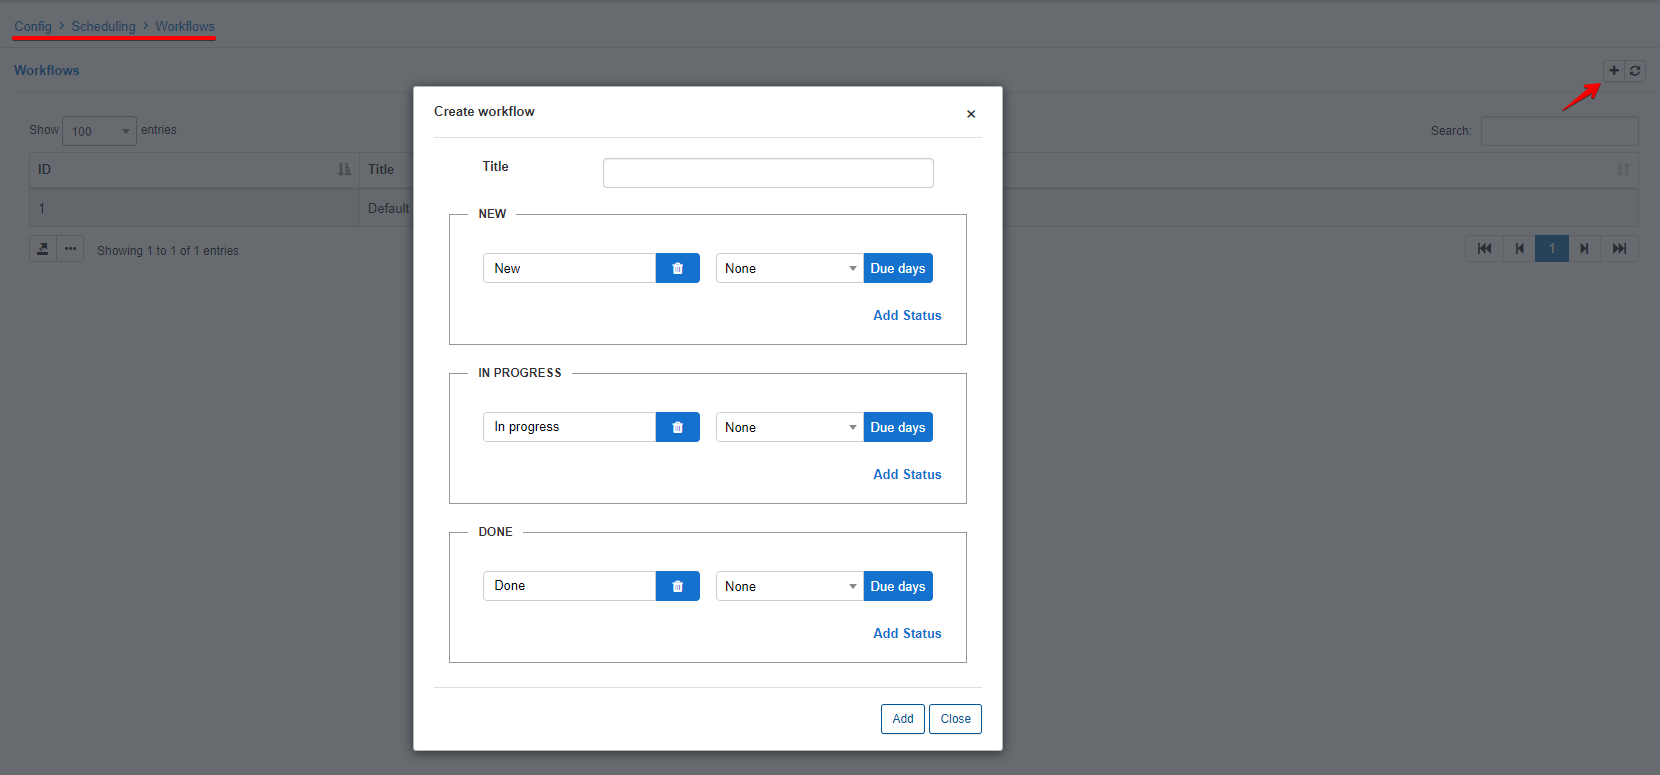 Config > Scheduling > Workflows
Workflows
Show 100 entries
Search:
ID Title
1 Default
Showing 1 to 1 of 1 entries
1
Create workflow
×
Title
NEW
New None Due days
Add Status
IN PROGRESS
In progress None Due days
Add Status
DONE
Done None Due days
Add Status
Add Close